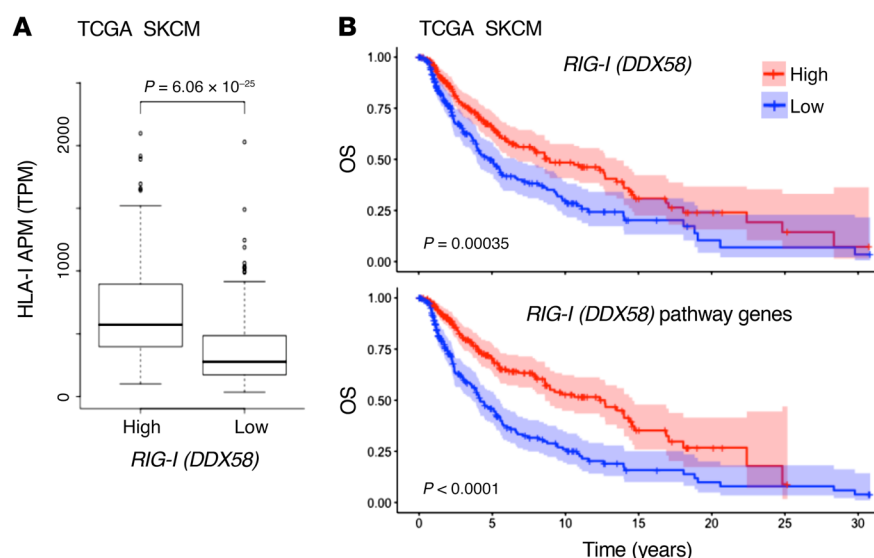 A
TCGA SKCM
P = 6.06 × 10⁻²⁵
HLA-I APM (TPM)
2000
1000
0
High
Low
RIG-I (DDX58)
B
TCGA SKCM
RIG-I (DDX58)
High
Low
OS
1.00
0.75
0.50
0.25
0.00
P = 0.00035
RIG-I (DDX58) pathway genes
OS
1.00
0.75
0.50
0.25
0.00
P < 0.0001
0 5 10 15 20 25 30
Time (years)